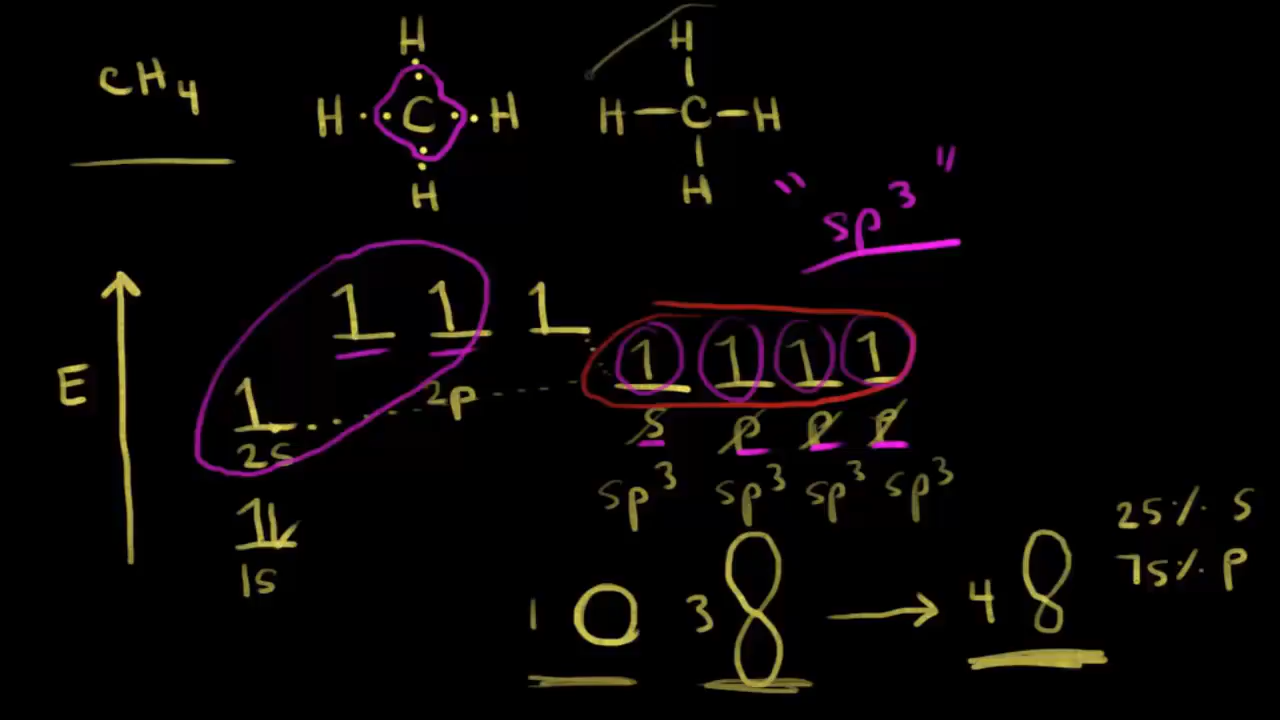 CH4
H
H C H
H
H
H C H
H
"sp³"
E
1 1 1
2p
1
2s
1 1 1 1
s p p p
sp³ sp³ sp³ sp³
1↓
1s
25% s
75% p
1 3 → 4